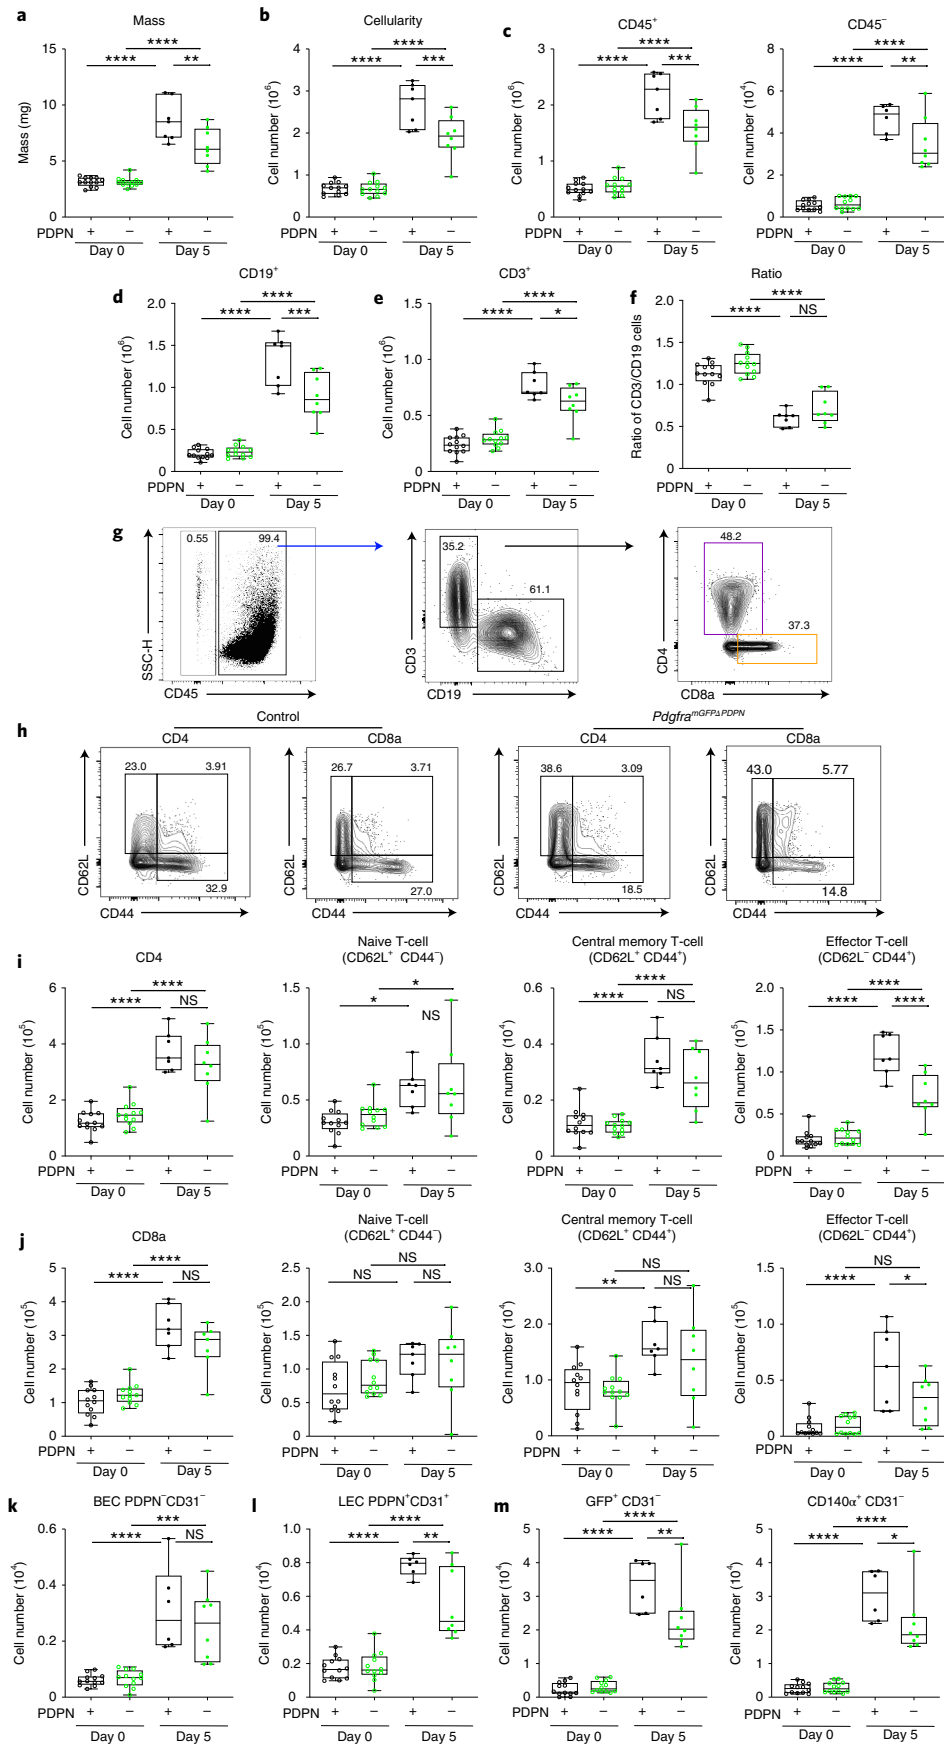 a
Mass
****
****
**
15
10
5
0
Mass (mg)
PDPN
+
−
+
−
Day 0
Day 5
b
Cellularity
****
****
***
6
4
2
0
Cell number (10⁶)
+
−
+
−
Day 0
Day 5
c
CD45⁺
****
****
***
3
2
1
0
Cell number (10⁶)
+
−
+
−
Day 0
Day 5
CD45⁻
****
****
**
6
4
2
0
Cell number (10⁴)
+
−
+
−
Day 0
Day 5
d
CD19⁺
****
****
***
2.0
1.5
1.0
0.5
0
Cell number (10⁶)
PDPN
+
−
+
−
Day 0
Day 5
e
CD3⁺
****
****
*
1.5
1.0
0.5
0
Cell number (10⁶)
+
−
+
−
Day 0
Day 5
f
Ratio
****
****
NS
2.0
1.5
1.0
0.5
0
Ratio of CD3/CD19 cells
+
−
+
−
Day 0
Day 5
g
0.55
99.4
SSC-H
CD45
35.2
61.1
CD3
CD19
48.2
37.3
CD4
CD8a
h
Control
Pdgfraᵐᴳᶠᴾᐞᴾᴰᴾᴺ
CD4
23.0
3.91
32.9
CD62L
CD44
CD8a
26.7
3.71
27.0
CD62L
CD44
CD4
38.6
3.09
18.5
CD62L
CD44
CD8a
43.0
5.77
14.8
CD62L
CD44
i
CD4
****
****
NS
6
4
2
0
Cell number (10⁵)
PDPN
+
−
+
−
Day 0
Day 5
Naive T-cell
(CD62L⁺ CD44⁻)
*
*
NS
1.5
1.0
0.5
0
Cell number (10⁵)
+
−
+
−
Day 0
Day 5
Central memory T-cell
(CD62L⁺ CD44⁺)
****
****
NS
0.6
0.4
0.2
0
Cell number (10⁴)
+
−
+
−
Day 0
Day 5
Effector T-cell
(CD62L⁻ CD44⁺)
****
****
****
2.0
1.5
1.0
0.5
0
Cell number (10⁵)
+
−
+
−
Day 0
Day 5
j
CD8a
****
****
NS
5
4
3
2
1
0
Cell number (10⁵)
PDPN
+
−
+
−
Day 0
Day 5
Naive T-cell
(CD62L⁺ CD44⁻)
NS
NS
NS
2.5
2.0
1.5
1.0
0.5
0
Cell number (10⁵)
+
−
+
−
Day 0
Day 5
Central memory T-cell
(CD62L⁺ CD44⁺)
NS
**
NS
3.0
2.0
1.0
0
Cell number (10⁴)
+
−
+
−
Day 0
Day 5
Effector T-cell
(CD62L⁻ CD44⁺)
NS
****
*
1.5
1.0
0.5
0
Cell number (10⁵)
+
−
+
−
Day 0
Day 5
k
BEC PDPN⁻CD31⁻
***
****
NS
0.6
0.4
0.2
0
Cell number (10⁴)
PDPN
+
−
+
−
Day 0
Day 5
l
LEC PDPN⁺CD31⁺
****
****
**
1.0
0.8
0.6
0.4
0.2
0
Cell number (10⁴)
+
−
+
−
Day 0
Day 5
m
GFP⁺ CD31⁻
****
****
**
5
4
3
2
1
0
Cell number (10⁴)
PDPN
+
−
+
−
Day 0
Day 5
CD140α⁺ CD31⁻
****
****
*
5
4
3
2
1
0
Cell number (10⁴)
+
−
+
−
Day 0
Day 5